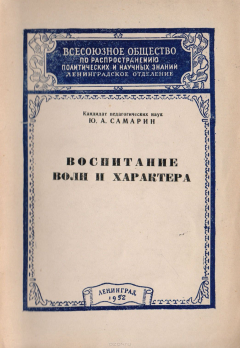 ВСЕСОЮЗНОЕ ОБЩЕСТВО
ПО РАСПРОСТРАНЕНИЮ
ПОЛИТИЧЕСКИХ И НАУЧНЫХ ЗНАНИЙ
ЛЕНИНГРАДСКОЕ ОТДЕЛЕНИЕ
Кандидат педагогических наук
Ю. А. САМАРИН
ВОСПИТАНИЕ
ВОЛИ И ХАРАКТЕРА
ЛЕНИНГРАД
1952